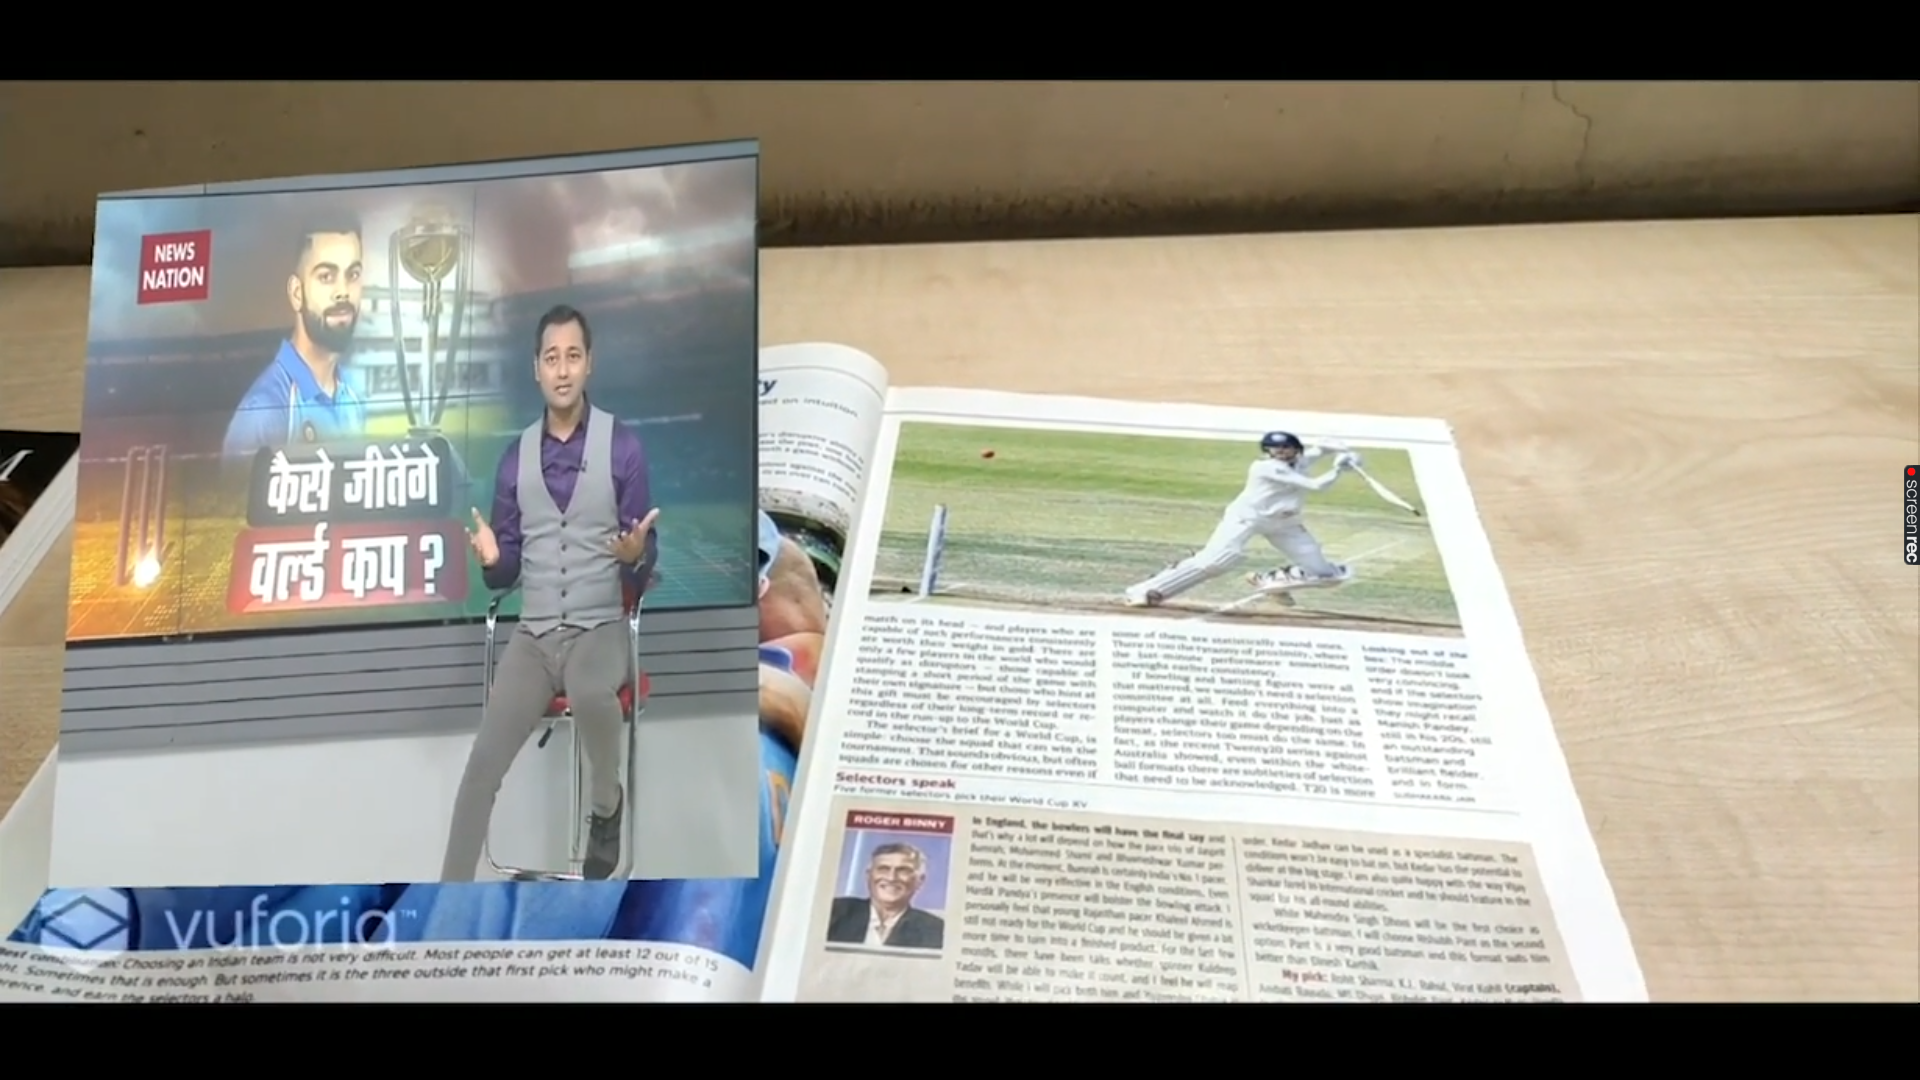 NEWS
NATION
कैसे जीतेंगे
वर्ल्ड कप ?
vuforia™
Choosing an Indian team is not very difficult. Most people can get at least 12 out of 15
Sometimes that is enough. But sometimes it is the three outside that first pick who might make a
and earn the selectors a halo.
match on its head — and players who are
capable of such performances consistently
are worth their weight in gold. There are
only a few players in the world who would
qualify as disruptors — those capable of
stamping a short period of the game with
their own signature — but those who hint at
this gift must be encouraged by selectors
regardless of their long-term record or re-
cord in the run-up to the World Cup.
The selector's brief for a World Cup, is
simple: choose the squad that can win the
tournament. That sounds obvious, but often
squads are chosen for other reasons even if
some of them are statistically sound ones.
There is too the tyranny of proximity, where
the last-minute performance sometimes
outweighs earlier consistency.
If bowling and batting figures were all
that mattered, we wouldn't need a selection
committee at all. Feed everything into a
computer and watch it do the job. Just as
players change their game depending on the
format, selectors too must do the same. In
fact, as the recent Twenty20 series against
Australia showed, even within the white-
ball formats there are subtleties of selection
that need to be acknowledged. T20 is more
Looking out of the
box: The middle
order doesn't look
very convincing,
and if the selectors
show imagination
they might recall
Manish Pandey,
still in his 20s, still
an outstanding
batsman and
brilliant fielder,
and in form.
Selectors speak
Five former selectors pick their World Cup XV
ROGER BINNY
In England, the bowlers will have the final say and
that's why a lot will depend on how the pace trio of Jasprit
Bumrah, Mohammed Shami and Bhuvneshwar Kumar per-
forms. At the moment, Bumrah is certainly India's No. 1 pacer,
and he will be very effective in the English conditions. Even
Hardik Pandya's presence will bolster the bowling attack. I
personally feel that young Rajasthan pacer Khaleel Ahmed is
still not ready for the World Cup and he should be given a bit
more time to turn into a finished product. For the last few
months, there have been talks whether spinner Kuldeep
Yadav will be able to make it count, and I feel he will reap
benefits. While I will pick both him and
order. Kedar Jadhav can be used as a specialist batsman. The
conditions won't be easy to bat on, but Kedar has the potential to
deliver at the big stage. I am also quite happy with the way Vijay
Shankar fared in international cricket and he should feature in the
squad for his all-round abilities.
While Mahendra Singh Dhoni will be the first choice as
wicketkeeper-batsman, I will choose Rishabh Pant as the second
option. Pant is a very good batsman and this format suits him
better than Dinesh Karthik.
My pick: Rohit Sharma, K.L. Rahul, Virat Kohli (captain),
Ambati Rayudu, MS Dhoni,
screenrec